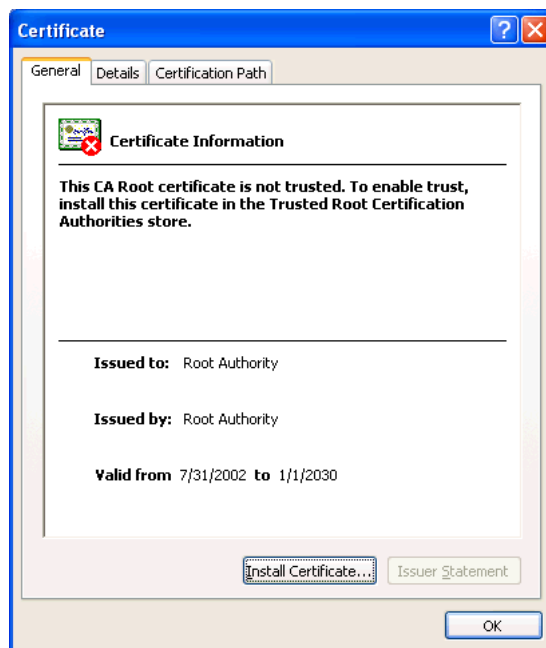 Certificate
General Details Certification Path
Certificate Information
This CA Root certificate is not trusted. To enable trust,
install this certificate in the Trusted Root Certification
Authorities store.
Issued to: Root Authority
Issued by: Root Authority
Valid from 7/31/2002 to 1/1/2030
Install Certificate... Issuer Statement
OK